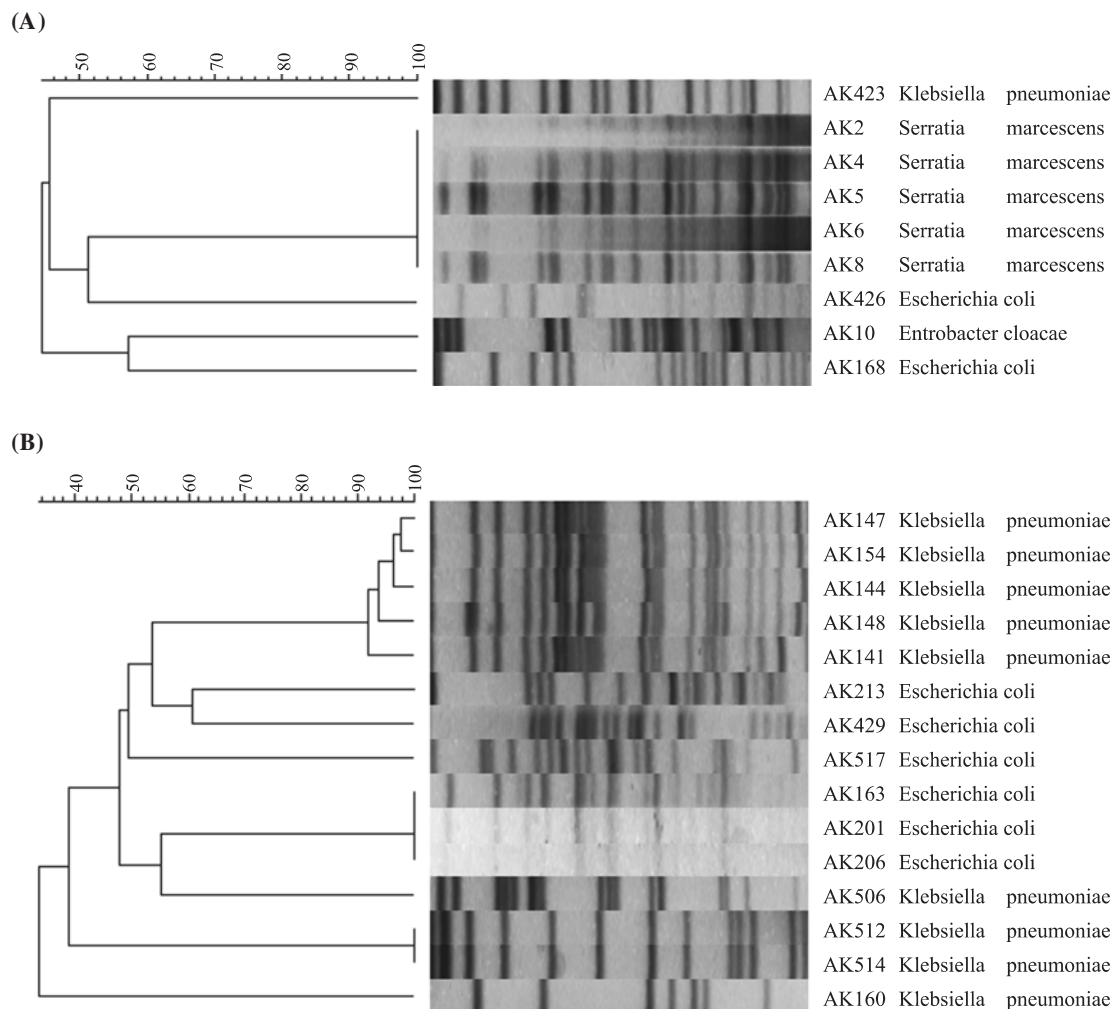 (A)
50 60 70 80 90 100
AK423 Klebsiella pneumoniae
AK2 Serratia marcescens
AK4 Serratia marcescens
AK5 Serratia marcescens
AK6 Serratia marcescens
AK8 Serratia marcescens
AK426 Escherichia coli
AK10 Entrobacter cloacae
AK168 Escherichia coli
(B)
40 50 60 70 80 90 100
AK147 Klebsiella pneumoniae
AK154 Klebsiella pneumoniae
AK144 Klebsiella pneumoniae
AK148 Klebsiella pneumoniae
AK141 Klebsiella pneumoniae
AK213 Escherichia coli
AK429 Escherichia coli
AK517 Escherichia coli
AK163 Escherichia coli
AK201 Escherichia coli
AK206 Escherichia coli
AK506 Klebsiella pneumoniae
AK512 Klebsiella pneumoniae
AK514 Klebsiella pneumoniae
AK160 Klebsiella pneumoniae